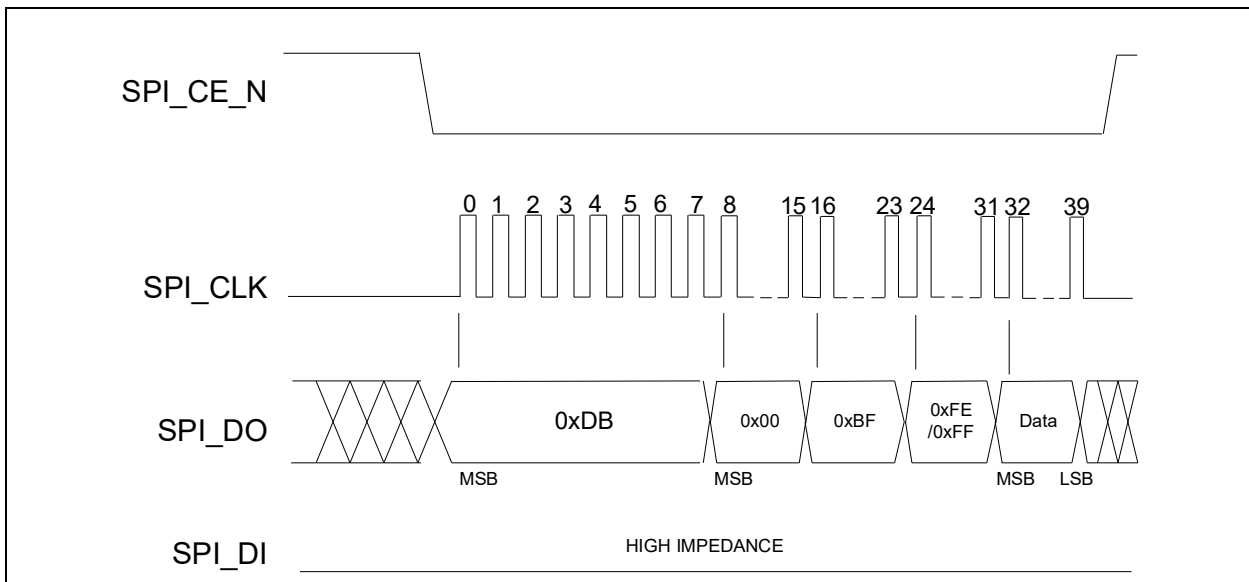 SPI_CE_N
0 1 2 3 4 5 6 7 8 15 16 23 24 31 32 39
SPI_CLK
SPI_DO
0xDB
0x00
0xBF
0xFE
/0xFF
Data
MSB MSB MSB LSB
SPI_DI
HIGH IMPEDANCE